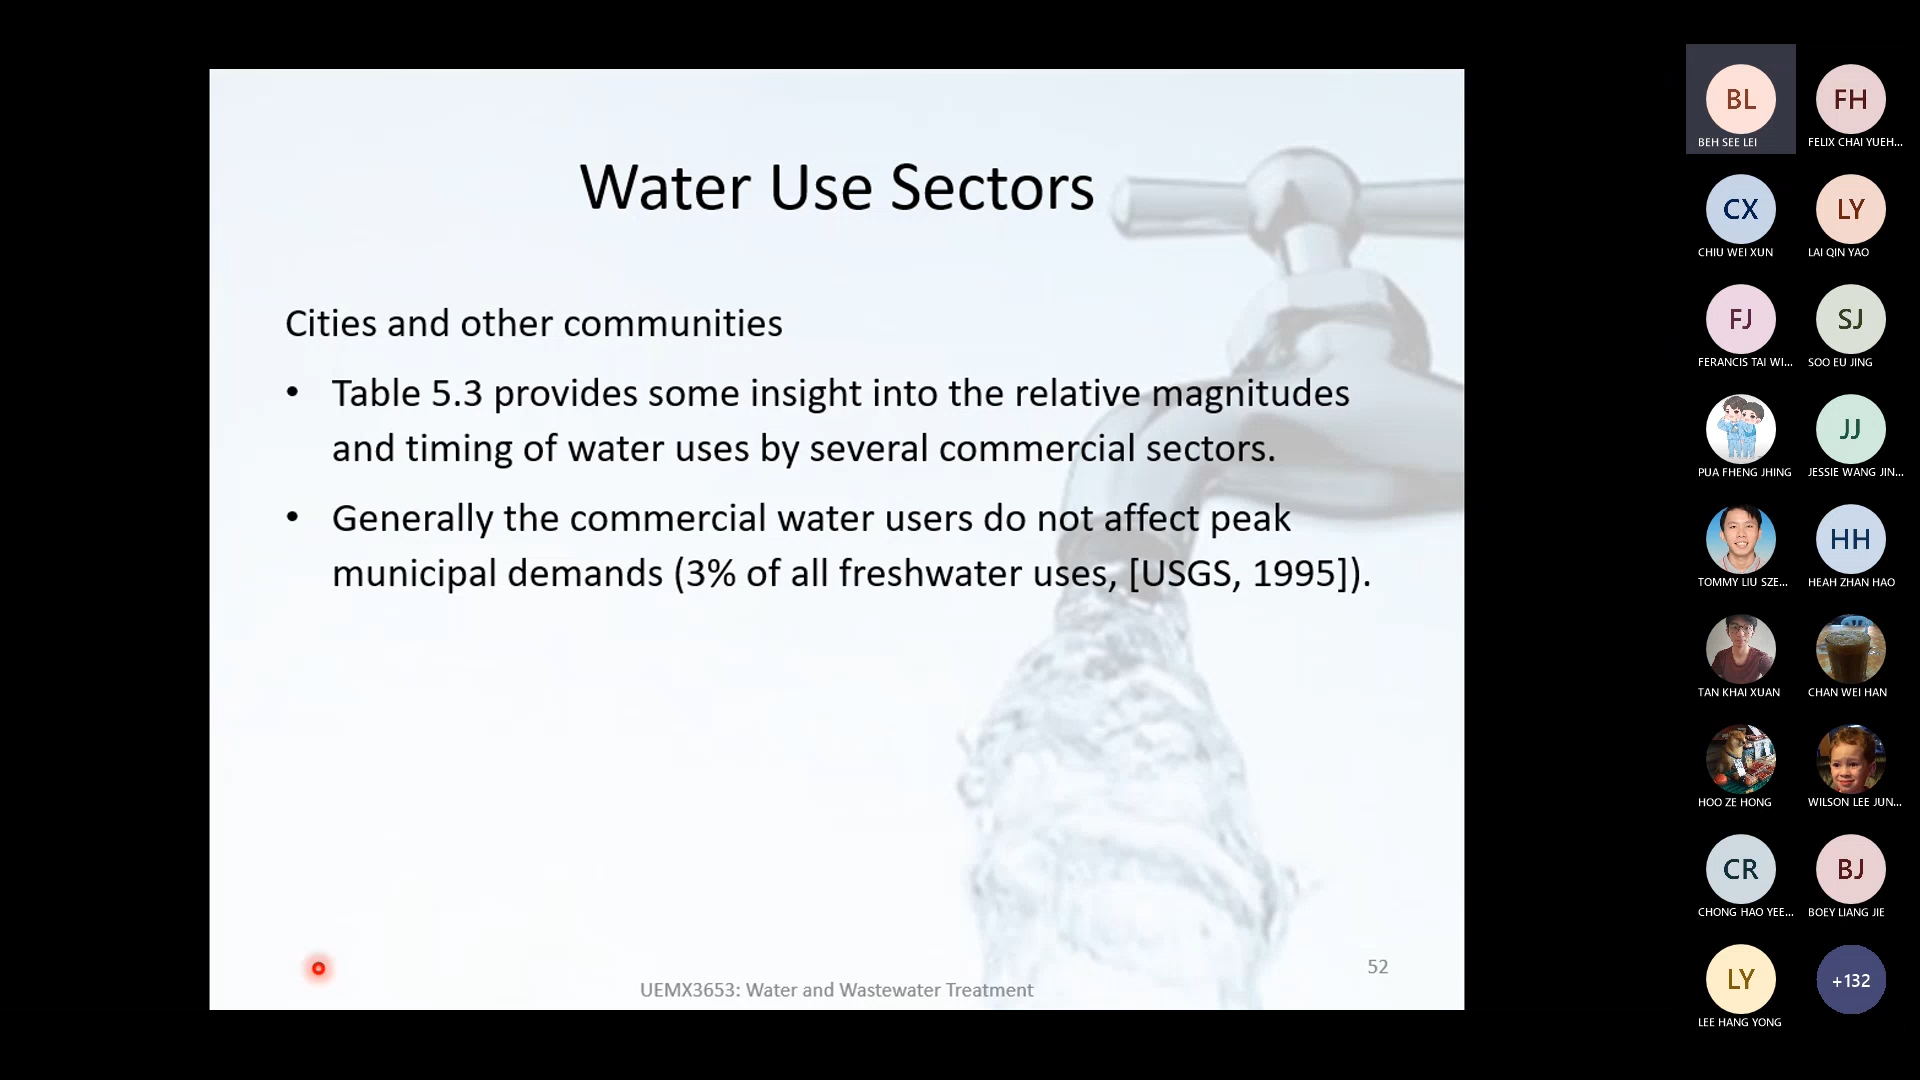 Water Use Sectors
Cities and other communities
• Table 5.3 provides some insight into the relative magnitudes
and timing of water uses by several commercial sectors.
• Generally the commercial water users do not affect peak
municipal demands (3% of all freshwater uses, [USGS, 1995]).
52
UEMX3653: Water and Wastewater Treatment
BL FH
BEH SEE LEI FELIX CHAI YUEH...
CX LY
CHIU WEI XUN LAI QIN YAO
FJ SJ
FERANCIS TAI WI... SOO EU JING
JJ
PUA FHENG JHING JESSIE WANG JIN...
HH
TOMMY LIU SZE... HEAH ZHAN HAO
TAN KHAI XUAN CHAN WEI HAN
HOO ZE HONG WILSON LEE JUN...
CR BJ
CHONG HAO YEE... BOEY LIANG JIE
LY +132
LEE HANG YONG